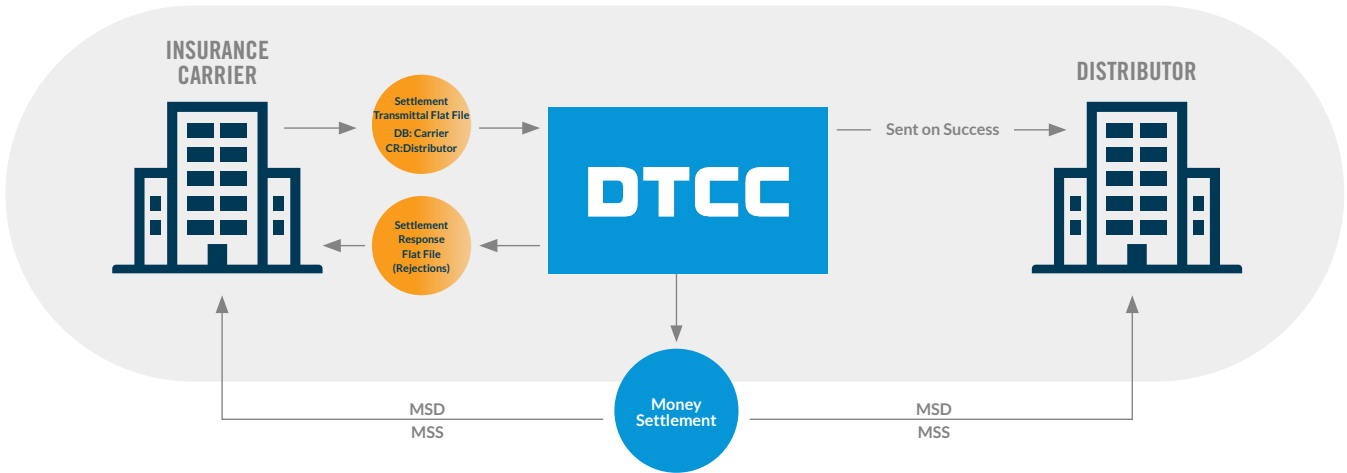 INSURANCE
CARRIER
DISTRIBUTOR
Settlement
Transmittal Flat File
DB: Carrier
CR:Distributor
DTCC
Sent on Success
Settlement
Response
Flat File
(Rejections)
Money
Settlement
MSD
MSS
MSD
MSS